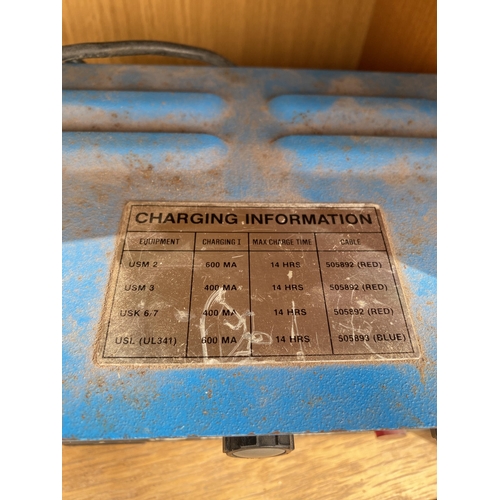 CHARGING INFORMATION
EQUIPMENT CHARGING I MAX CHARGE TIME CABLE
USM 2 600 MA 14 HRS 505892 (RED)
USM 3 400 MA 14 HRS 505892 (RED)
USK 6/7 400 MA 14 HRS 505892 (RED)
USL (UL341) 600 MA 14 HRS 505893 (BLUE)